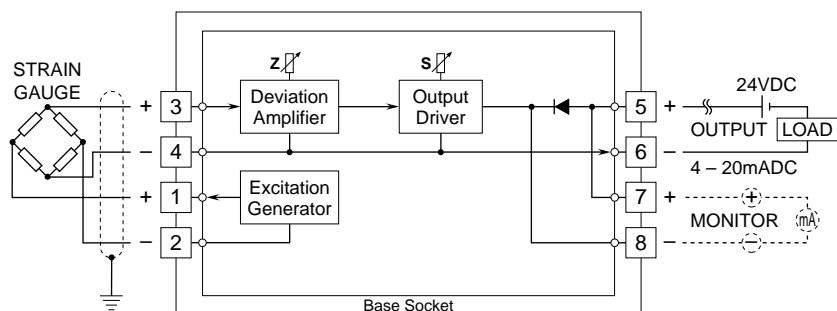 STRAIN
GAUGE
+ 3
− 4
+ 1
− 2
Z
Deviation
Amplifier
S
Output
Driver
Excitation
Generator
5 +
6 −
7 +
8 −
24VDC
OUTPUT
LOAD
4 – 20mADC
MONITOR
+
−
mA
Base Socket